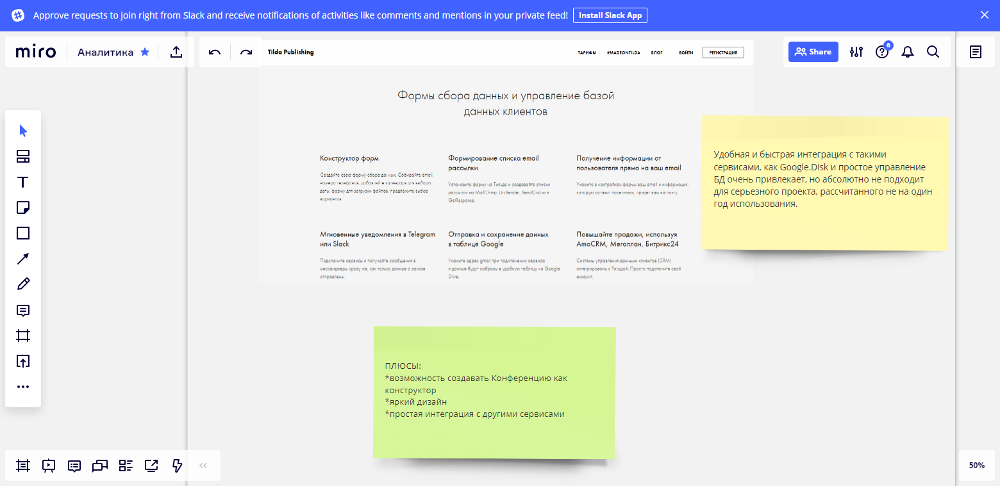 Approve requests to join right from Slack and receive notifications of activities like comments and mentions in your private feed! Install Slack App
miro Аналитика
Tilda Publishing
ТАРИФЫ #MADEONTILDA БЛОГ ВОЙТИ РЕГИСТРАЦИЯ
Share
6
Формы сбора данных и управление базой
данных клиентов
Конструктор форм
Создайте свою форму сбора данных. Собирайте email,
номера телефонов, добавляйте календарь для выбора
даты, форму для загрузки файлов, предложите выбор
вариантов.
Формирование списка email
рассылки
Установите форму на Тильде и создавайте списки
рассылок на MailChimp, UniSender, SendGrid или
GetResponse.
Получение информации от
пользователя прямо на ваш email
Укажите в настройках формы ваш email и информация,
которую оставит посетитель, придет вам на почту.
Мгновенные уведомления в Telegram
или Slack
Подключите сервисы и получайте сообщения в
мессенджеры сразу же, как только данные о заказе
отправлены.
Отправка и сохранение данных
в таблице Google
Укажите адрес gmail при подключении сервиса
и данные будут собраны в удобную таблицу на Google
Drive.
Повышайте продажи, используя
AmoCRM, Мегаплан, Битрикс24
Системы управления данными клиентов (CRM)
интегрированы с Тильдой. Просто подключите свой
аккаунт.
Удобная и быстрая интеграция с такими
сервисами, как Google.Disk и простое управление
БД очень привлекает, но абсолютно не подходит
для серьезного проекта, рассчитанного не на один
год использования.
ПЛЮСЫ:
*возможность создавать Конференцию как
конструктор
*яркий дизайн
*простая интеграция с другими сервисами
50%